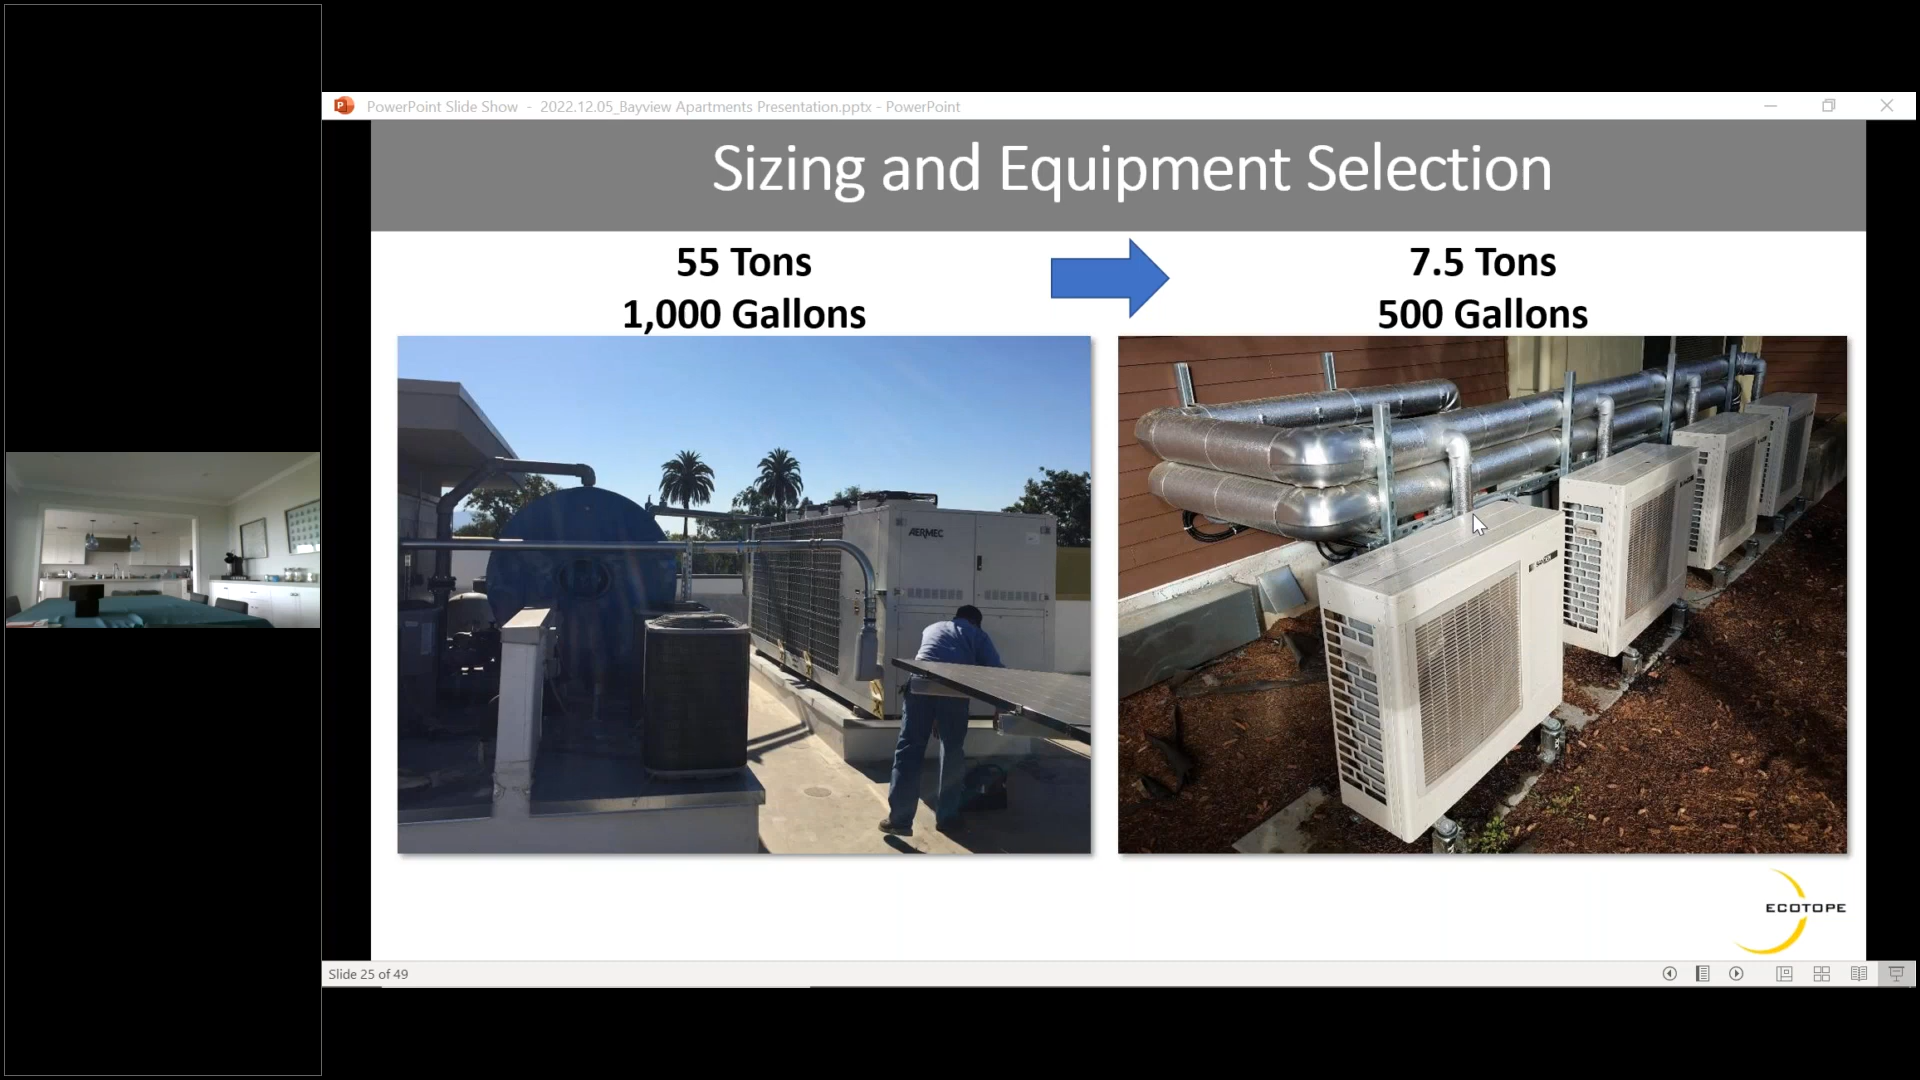 PowerPoint Slide Show - 2022.12.05_Bayview Apartments Presentation.pptx - PowerPoint
Sizing and Equipment Selection
55 Tons
1,000 Gallons
7.5 Tons
500 Gallons
AERMEC
ECOTOPE
Slide 25 of 49